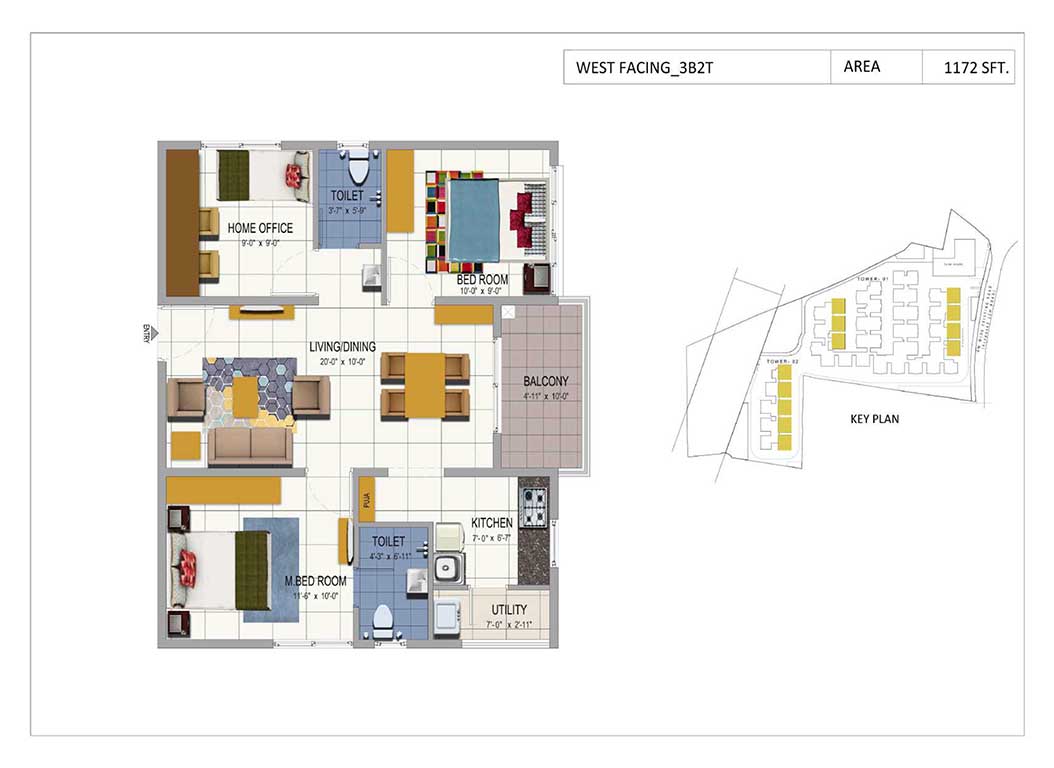 WEST FACING_3B2T
AREA
1172 SFT.
HOME OFFICE
9'-0" x 9'-0"
TOILET
3'-7" x 5'-9"
BED ROOM
10'-0" x 9'-0"
ENTRY
LIVING/DINING
20'-0" x 10'-0"
BALCONY
4'-11" x 10'-0"
M.BED ROOM
11'-6" x 10'-0"
PUJA
TOILET
4'-3" x 6'-11"
KITCHEN
7'-0" x 6'-7"
UTILITY
7'-0" x 2'-11"
TOWER- 01
TOWER- 02
KEY PLAN